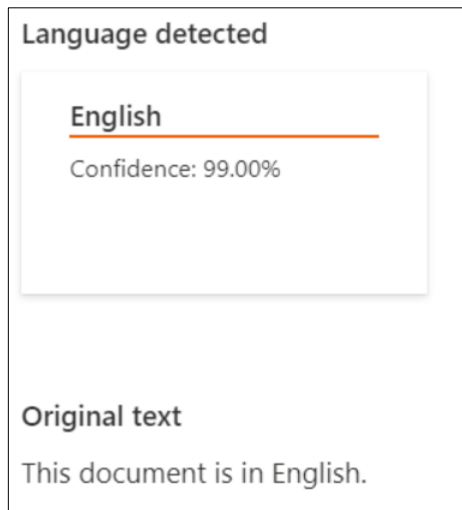 Language detected
English
Confidence: 99.00%
Original text
This document is in English.